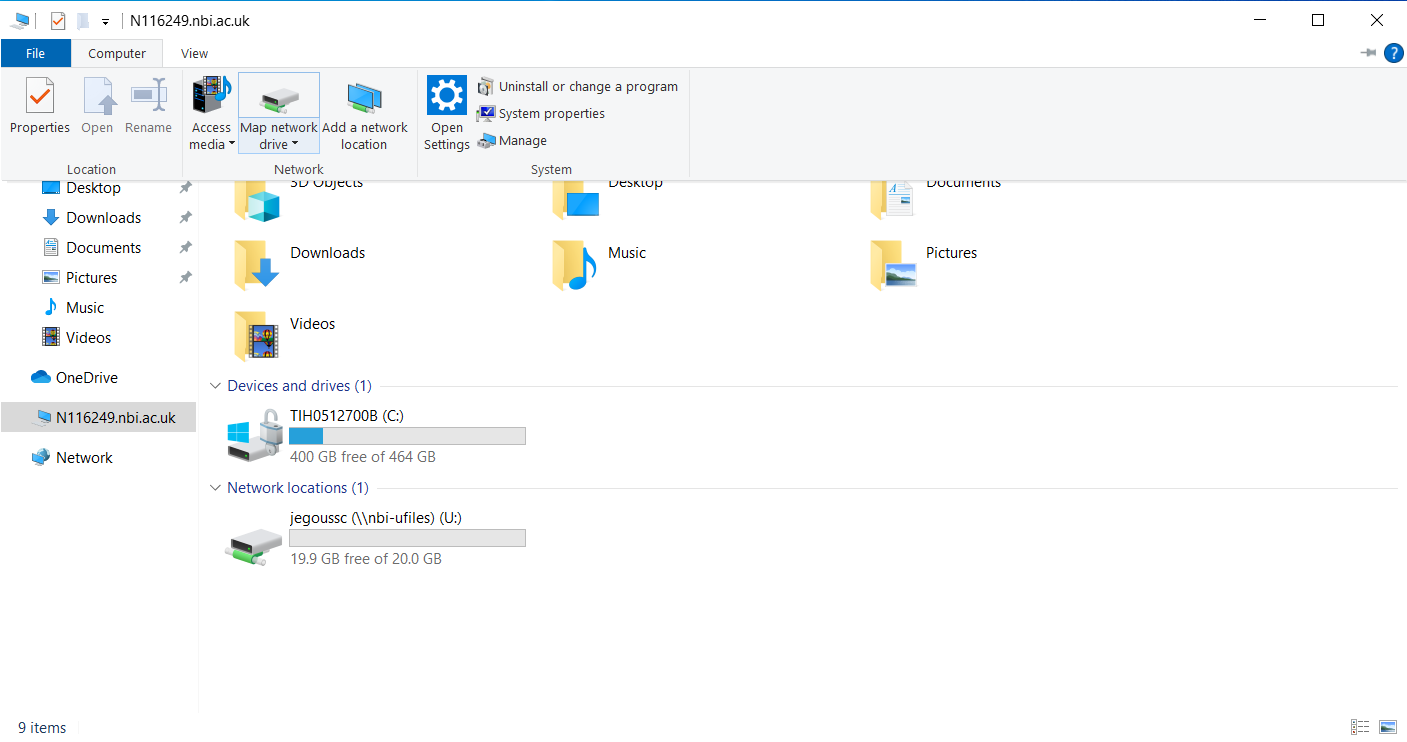 N116249.nbi.ac.uk
File
Computer
View
Properties
Open
Rename
Access
media
Map network
drive
Add a network
location
Open
Settings
Uninstall or change a program
System properties
Manage
Location
Network
System
Desktop
Downloads
Documents
Pictures
Music
Videos
OneDrive
N116249.nbi.ac.uk
Network
3D Objects
Desktop
Documents
Downloads
Music
Pictures
Videos
Devices and drives (1)
TIH0512700B (C:)
400 GB free of 464 GB
Network locations (1)
jegoussc (\\nbi-ufiles) (U:)
19.9 GB free of 20.0 GB
9 items